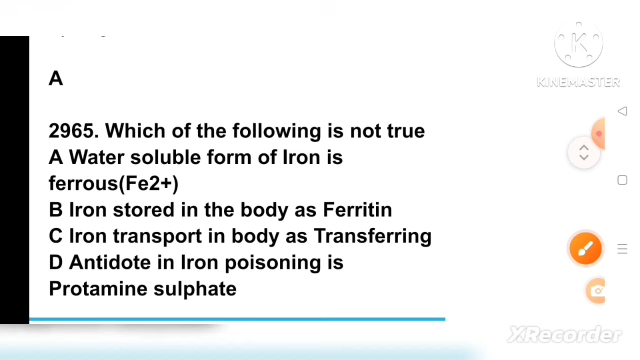 K
KINEMASTER
A
2965. Which of the following is not true
A Water soluble form of Iron is
ferrous(Fe2+)
B Iron stored in the body as Ferritin
C Iron transport in body as Transferring
D Antidote in Iron poisoning is
Protamine sulphate
XRecorder